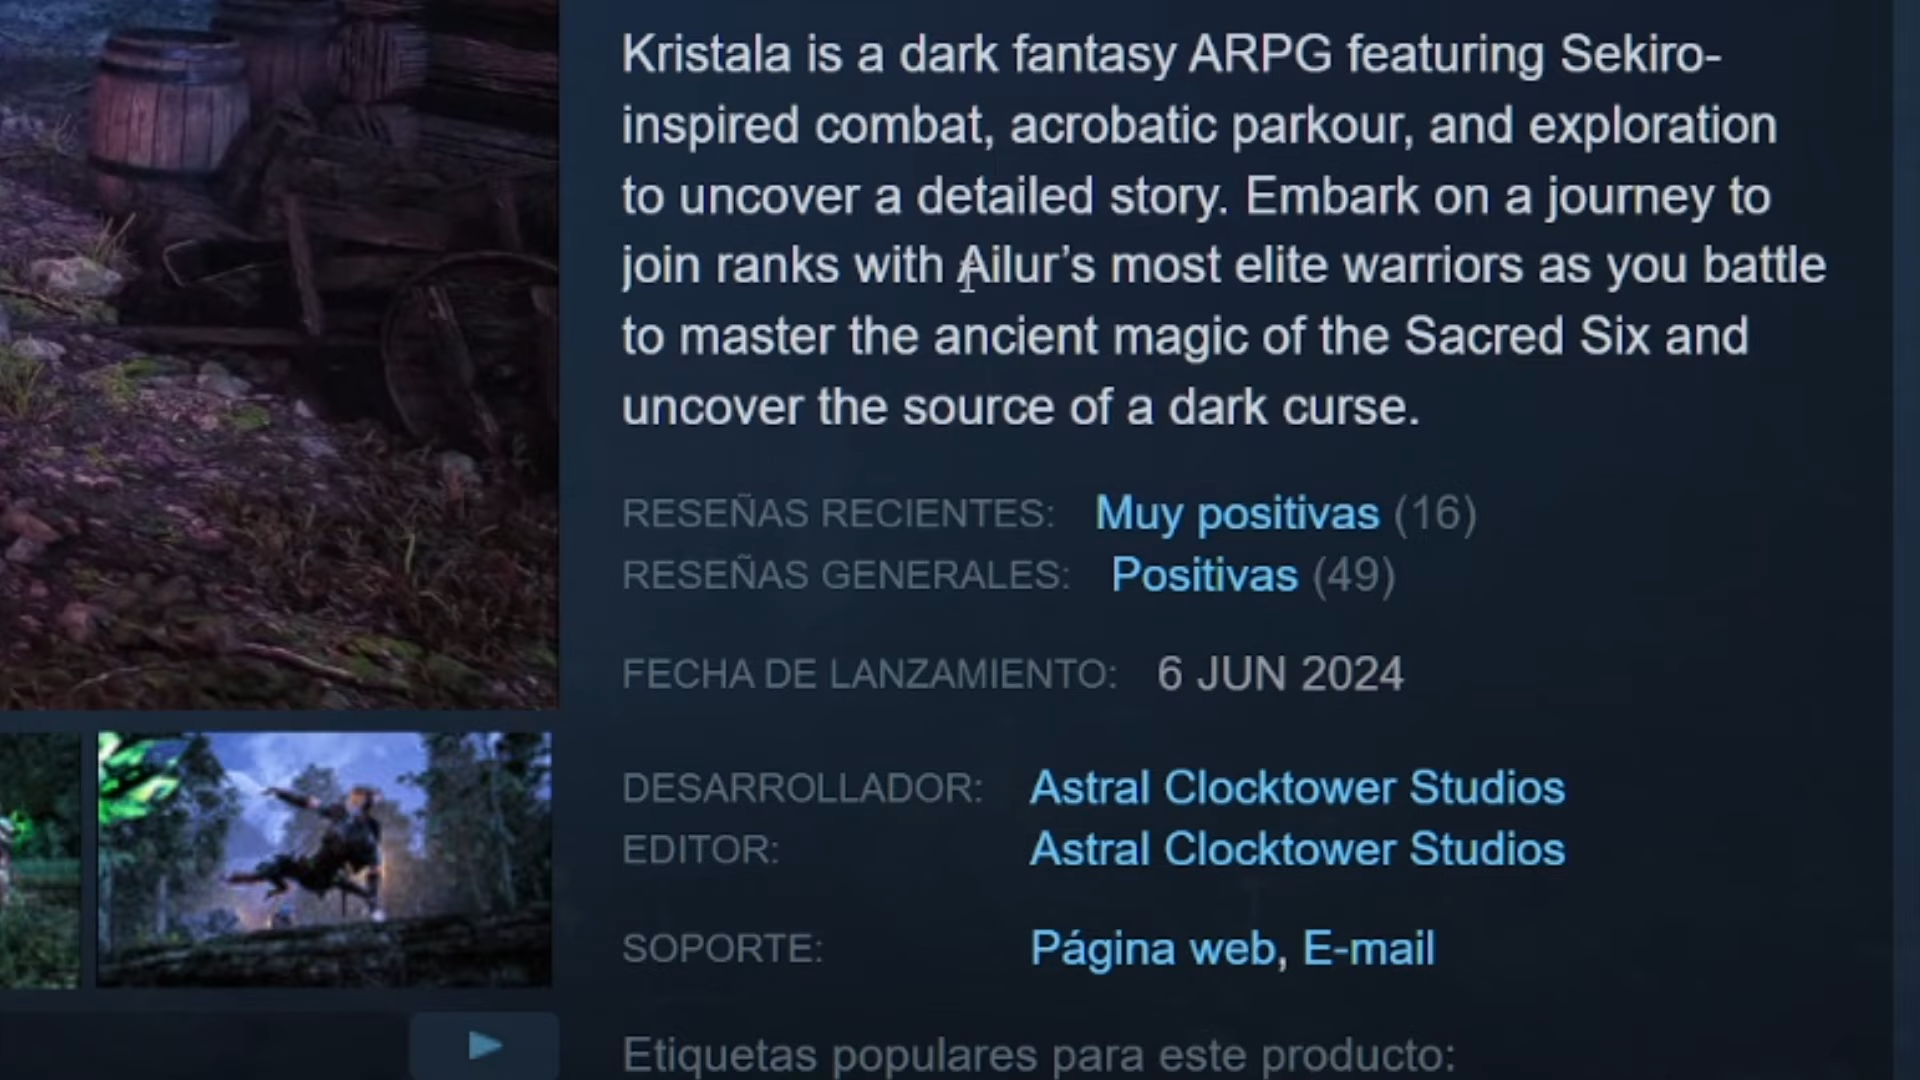 Kristala is a dark fantasy ARPG featuring Sekiro-
inspired combat, acrobatic parkour, and exploration
to uncover a detailed story. Embark on a journey to
join ranks with Ailur’s most elite warriors as you battle
to master the ancient magic of the Sacred Six and
uncover the source of a dark curse.
RESEÑAS RECIENTES: Muy positivas (16)
RESEÑAS GENERALES: Positivas (49)
FECHA DE LANZAMIENTO: 6 JUN 2024
DESARROLLADOR: Astral Clocktower Studios
EDITOR: Astral Clocktower Studios
SOPORTE: Página web, E-mail
Etiquetas populares para este producto: